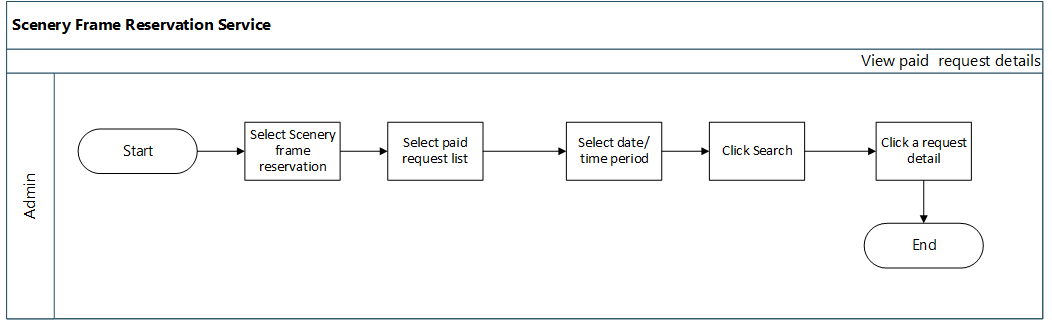 Scenery Frame Reservation Service
View paid  request details
Admin
Start
Select Scenery
frame
reservation
Select paid
request list
Select date/
time period
Click Search
Click a request
detail
End